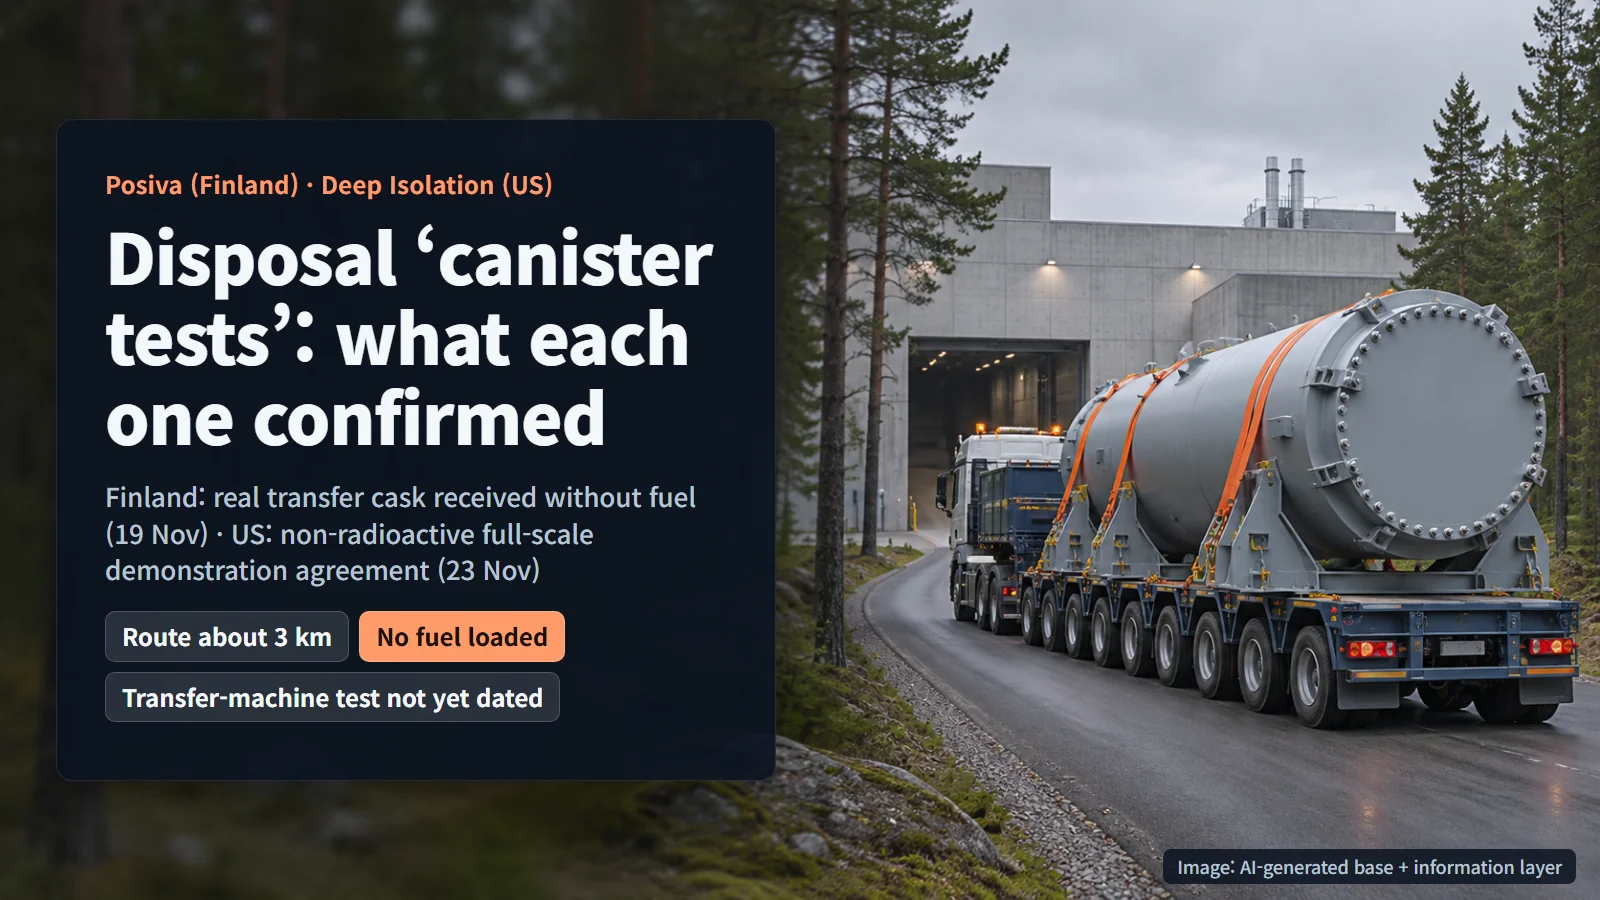 Posiva (Finland) · Deep Isolation (US)
Disposal ‘canister
tests’: what each
one confirmed
Finland: real transfer cask received without fuel
(19 Nov) · US: non-radioactive full-scale
demonstration agreement (23 Nov)
Route about 3 km
No fuel loaded
Transfer-machine test not yet dated
Image: AI-generated base + information layer